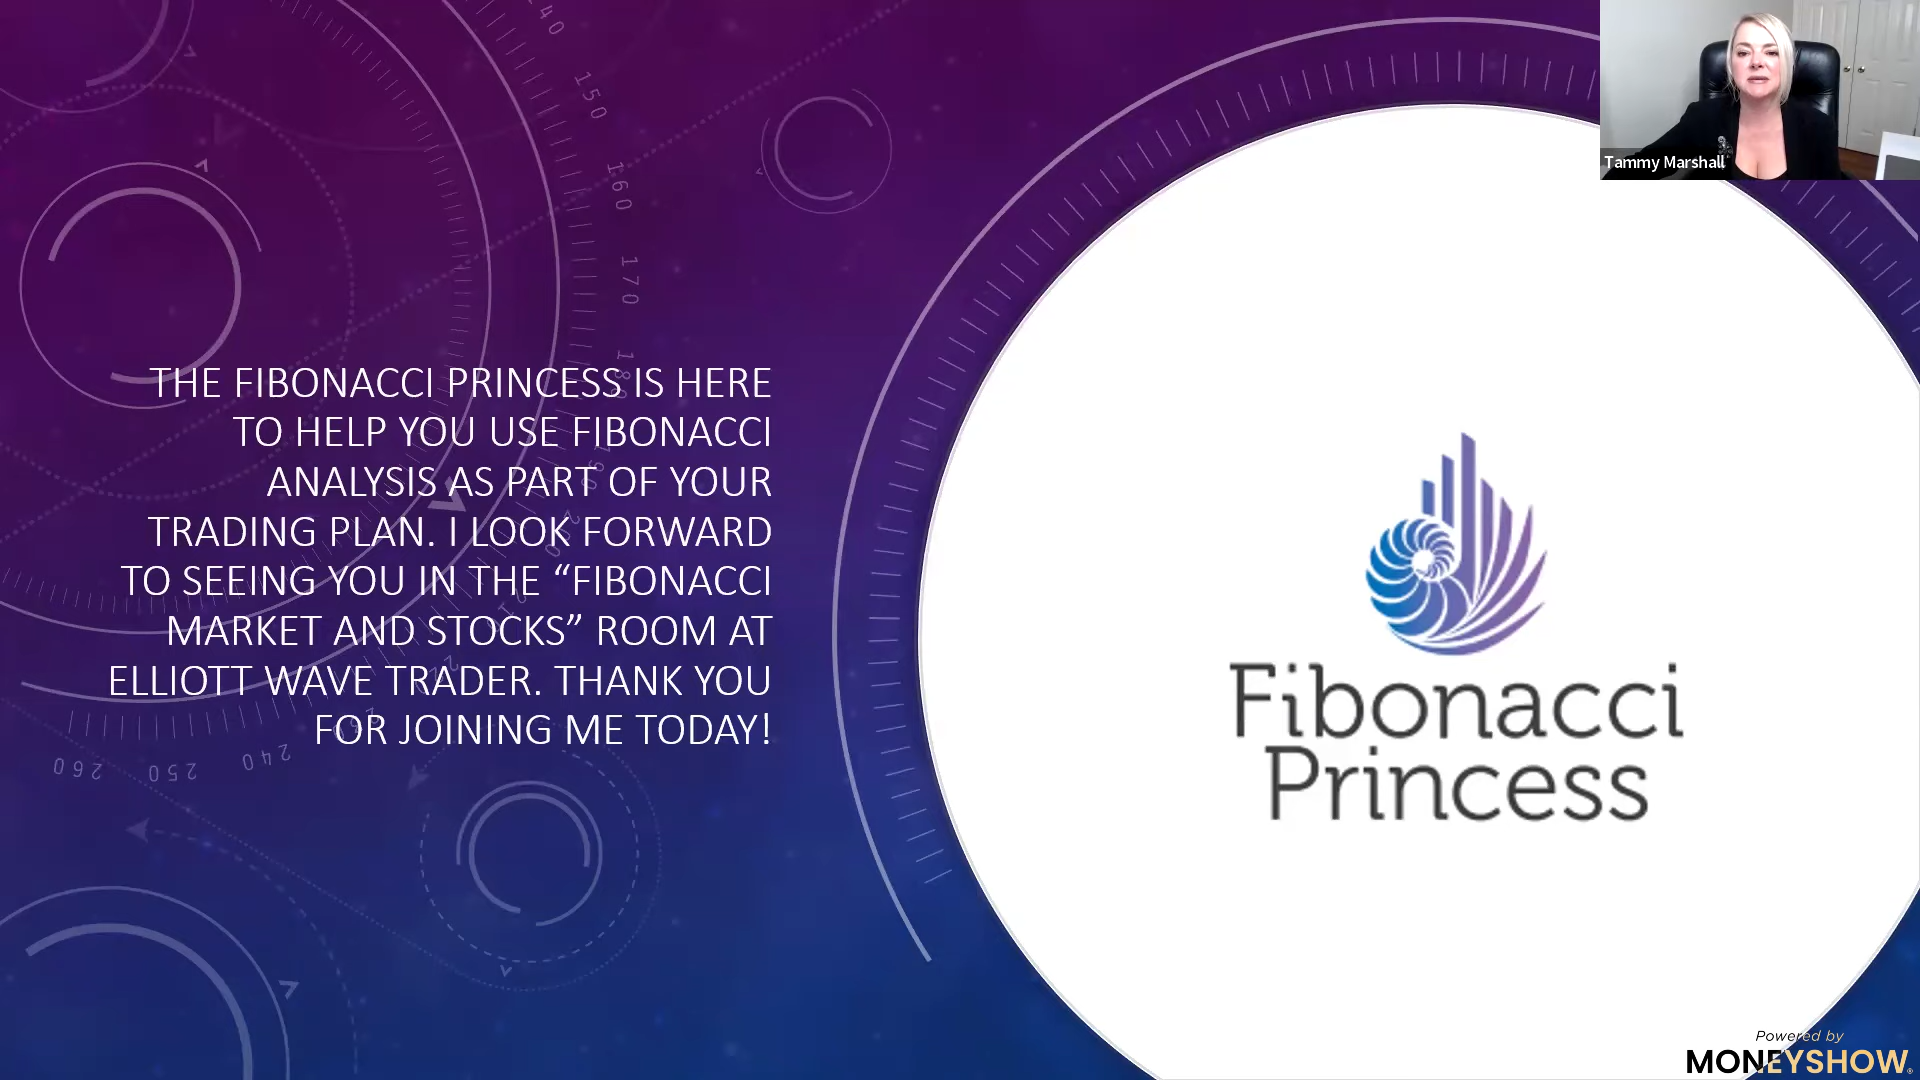 Tammy Marshall
THE FIBONACCI PRINCESS IS HERE
TO HELP YOU USE FIBONACCI
ANALYSIS AS PART OF YOUR
TRADING PLAN. I LOOK FORWARD
TO SEEING YOU IN THE “FIBONACCI
MARKET AND STOCKS” ROOM AT
ELLIOTT WAVE TRADER. THANK YOU
FOR JOINING ME TODAY!
Fibonacci
Princess
150
160
170
240
250
260
Powered by
MONEYSHOW®